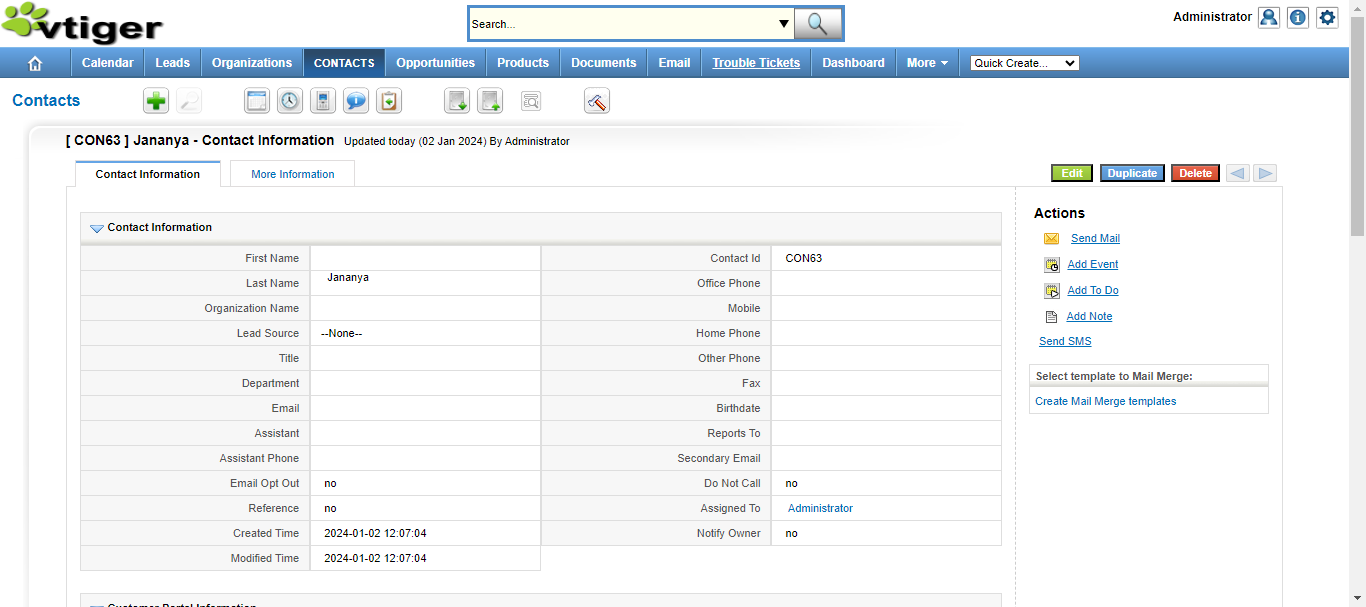 vtiger
Search...
Administrator
Calendar Leads Organizations CONTACTS Opportunities Products Documents Email Trouble Tickets Dashboard More Quick Create...
Contacts
[ CON63 ] Jananya - Contact Information Updated today (02 Jan 2024) By Administrator
Contact Information More Information
Edit Duplicate Delete
Contact Information
First Name Contact Id CON63
Last Name Jananya Office Phone
Organization Name Mobile
Lead Source --None-- Home Phone
Title Other Phone
Department Fax
Email Birthdate
Assistant Reports To
Assistant Phone Secondary Email
Email Opt Out no Do Not Call no
Reference no Assigned To Administrator
Created Time 2024-01-02 12:07:04 Notify Owner no
Modified Time 2024-01-02 12:07:04
Customer Portal Information
Actions
Send Mail
Add Event
Add To Do
Add Note
Send SMS
Select template to Mail Merge:
Create Mail Merge templates